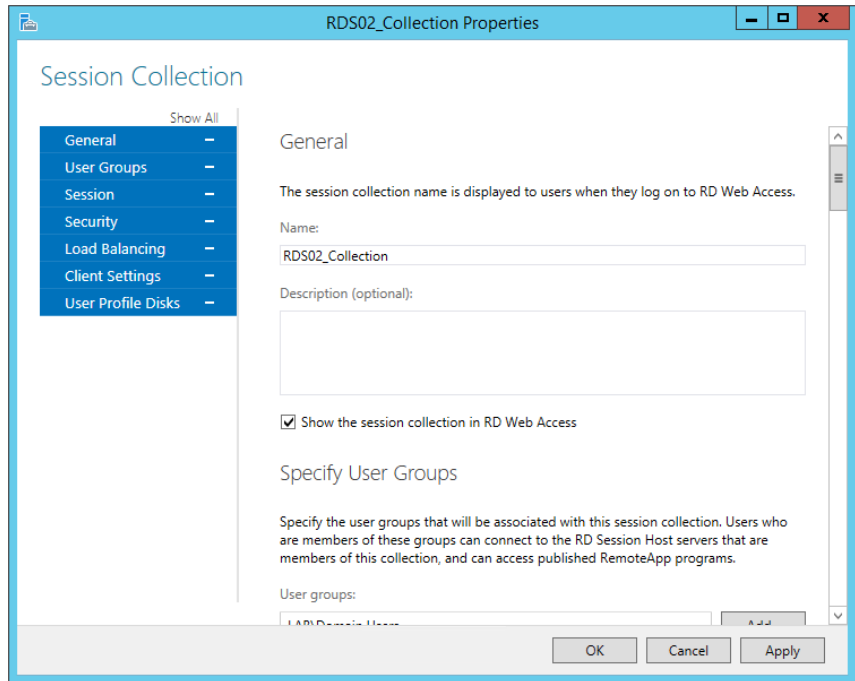 RDS02_Collection Properties
Session Collection
Show All
General
User Groups
Session
Security
Load Balancing
Client Settings
User Profile Disks
General
The session collection name is displayed to users when they log on to RD Web Access.
Name:
RDS02_Collection
Description (optional):
Show the session collection in RD Web Access
Specify User Groups
Specify the user groups that will be associated with this session collection. Users who
are members of these groups can connect to the RD Session Host servers that are
members of this collection, and can access published RemoteApp programs.
User groups:
LAB\Domain Users
Add...
OK
Cancel
Apply